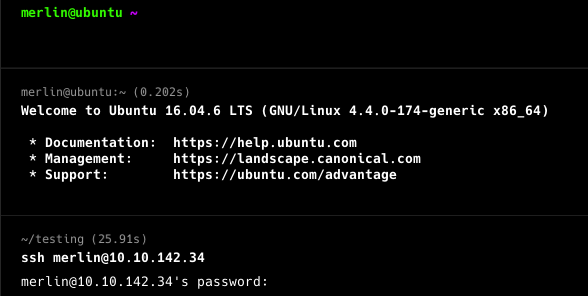 merlin@ubuntu ~
merlin@ubuntu:~ (0.202s)
Welcome to Ubuntu 16.04.6 LTS (GNU/Linux 4.4.0-174-generic x86_64)
* Documentation:  https://help.ubuntu.com
* Management:     https://landscape.canonical.com
* Support:        https://ubuntu.com/advantage
~/testing (25.91s)
ssh merlin@10.10.142.34
merlin@10.10.142.34's password: